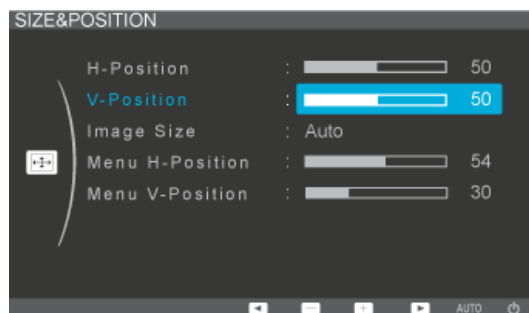 SIZE&POSITION
H-Position : 50
V-Position : 50
Image Size : Auto
Menu H-Position : 54
Menu V-Position : 30
AUTO